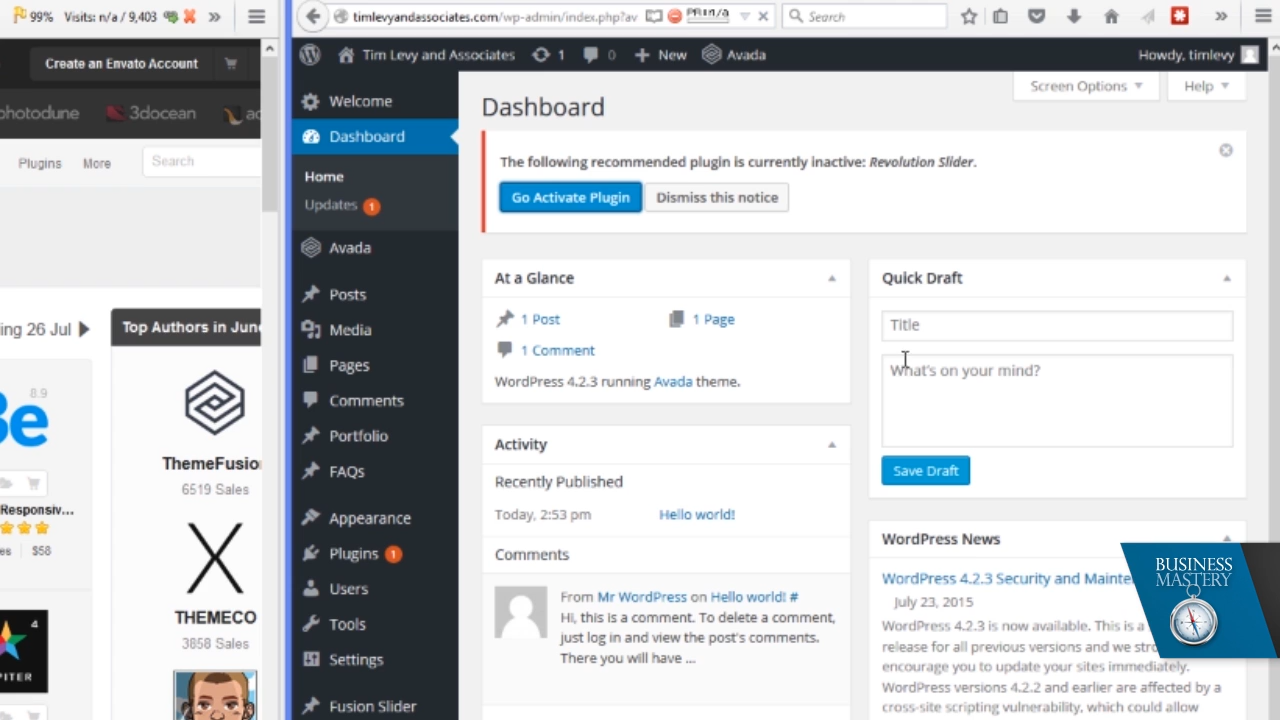 99% Visits: n/a / 9,403
Create an Envato Account
photodune 3docean
Plugins More Search
ing 26 Jul
Top Authors in June
8.9
Be
ThemeFusio
6519 Sales
Responsiv...
es $58
THEMECO
3858 Sales
4
PITER
timlevyandassociates.com/wp-admin/index.php?av
Search
Tim Levy and Associates 1 0 New Avada Howdy, timlevy
Welcome
Dashboard
Home
Updates 1
Avada
Posts
Media
Pages
Comments
Portfolio
FAQs
Appearance
Plugins 1
Users
Tools
Settings
Fusion Slider
Screen Options Help
Dashboard
The following recommended plugin is currently inactive: Revolution Slider.
Go Activate Plugin Dismiss this notice
At a Glance
1 Post 1 Page
1 Comment
WordPress 4.2.3 running Avada theme.
Activity
Recently Published
Today, 2:53 pm Hello world!
Comments
From Mr WordPress on Hello world! #
Hi, this is a comment. To delete a comment,
just log in and view the post's comments.
There you will have ...
Quick Draft
Title
What's on your mind?
Save Draft
WordPress News
WordPress 4.2.3 Security and Mainte
July 23, 2015
WordPress 4.2.3 is now available. This is a
release for all previous versions and we stro
encourage you to update your sites immediately.
WordPress versions 4.2.2 and earlier are affected by a
cross-site scripting vulnerability, which could allow
BUSINESS
MASTERY